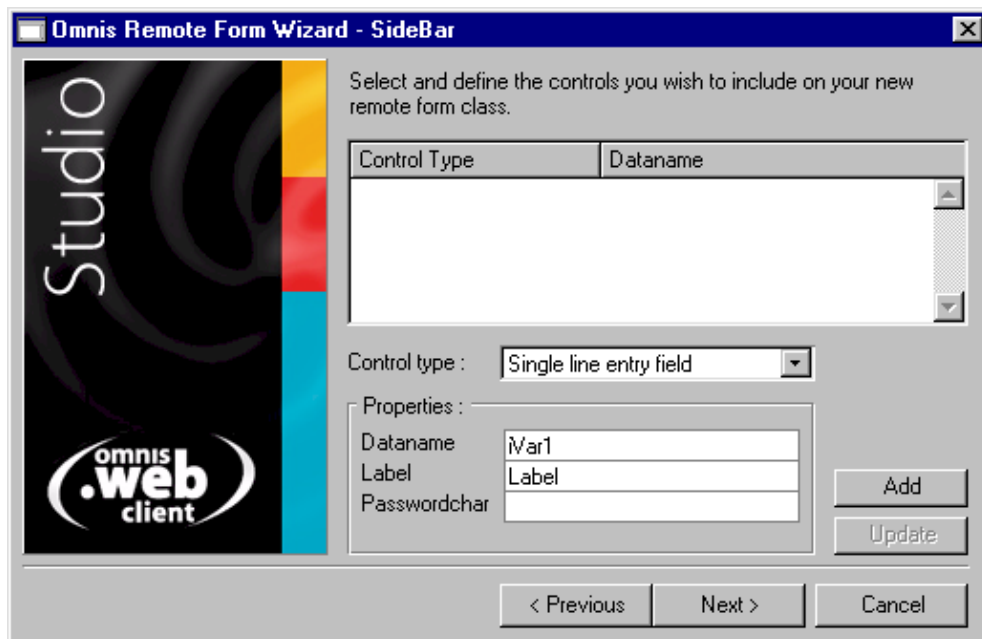 Omnis Remote Form Wizard - SideBar
Studio
omnis
.web
client
Select and define the controls you wish to include on your new
remote form class.
Control Type Dataname
Control type : Single line entry field
Properties :
Dataname iVar1
Label Label
Passwordchar
Add
Update
< Previous Next > Cancel